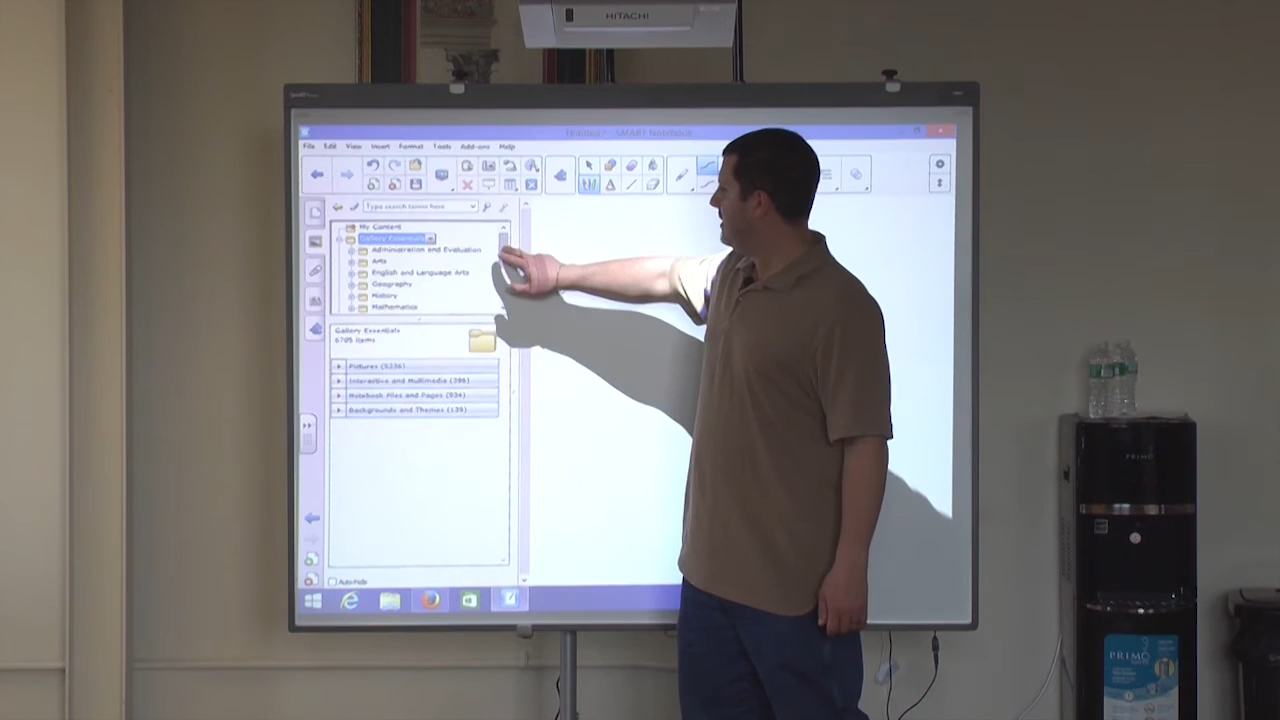 HITACHI
Untitled * - SMART Notebook
File Edit View Insert Format Tools Add-ons Help
Type search terms here
My Content
Gallery Essentials
Administration and Evaluation
Arts
English and Language Arts
Geography
History
Mathematics
Gallery Essentials
6705 items
Pictures (5236)
Interactive and Multimedia (396)
Notebook Files and Pages (934)
Backgrounds and Themes (139)
Auto-hide
PRIMO
PRIMO